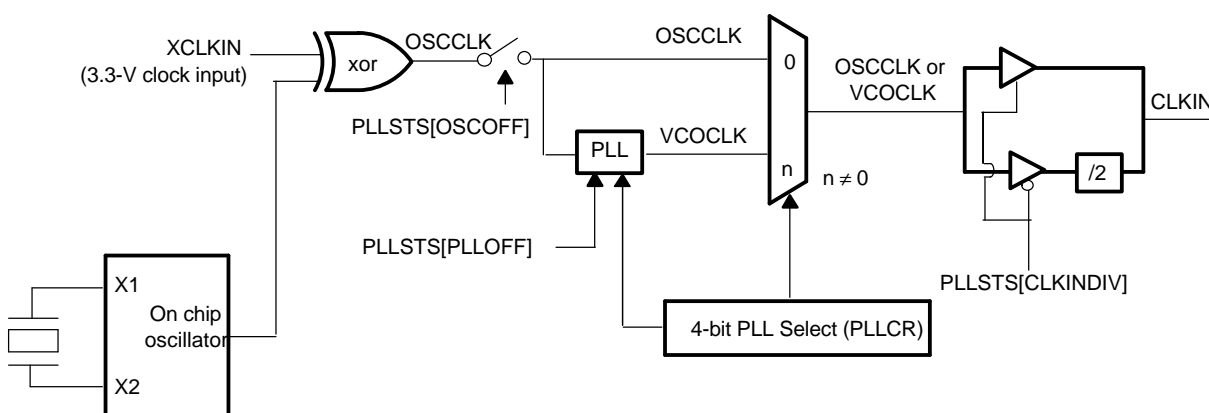 XCLKIN
(3.3-V clock input)
xor
OSCCLK
PLLSTS[OSCOFF]
OSCCLK
0
OSCCLK or
VCOCLK
CLKIN
PLL
VCOCLK
n
n ≠ 0
/2
PLLSTS[PLLOFF]
PLLSTS[CLKINDIV]
X1
On chip
oscillator
X2
4-bit PLL Select (PLLCR)